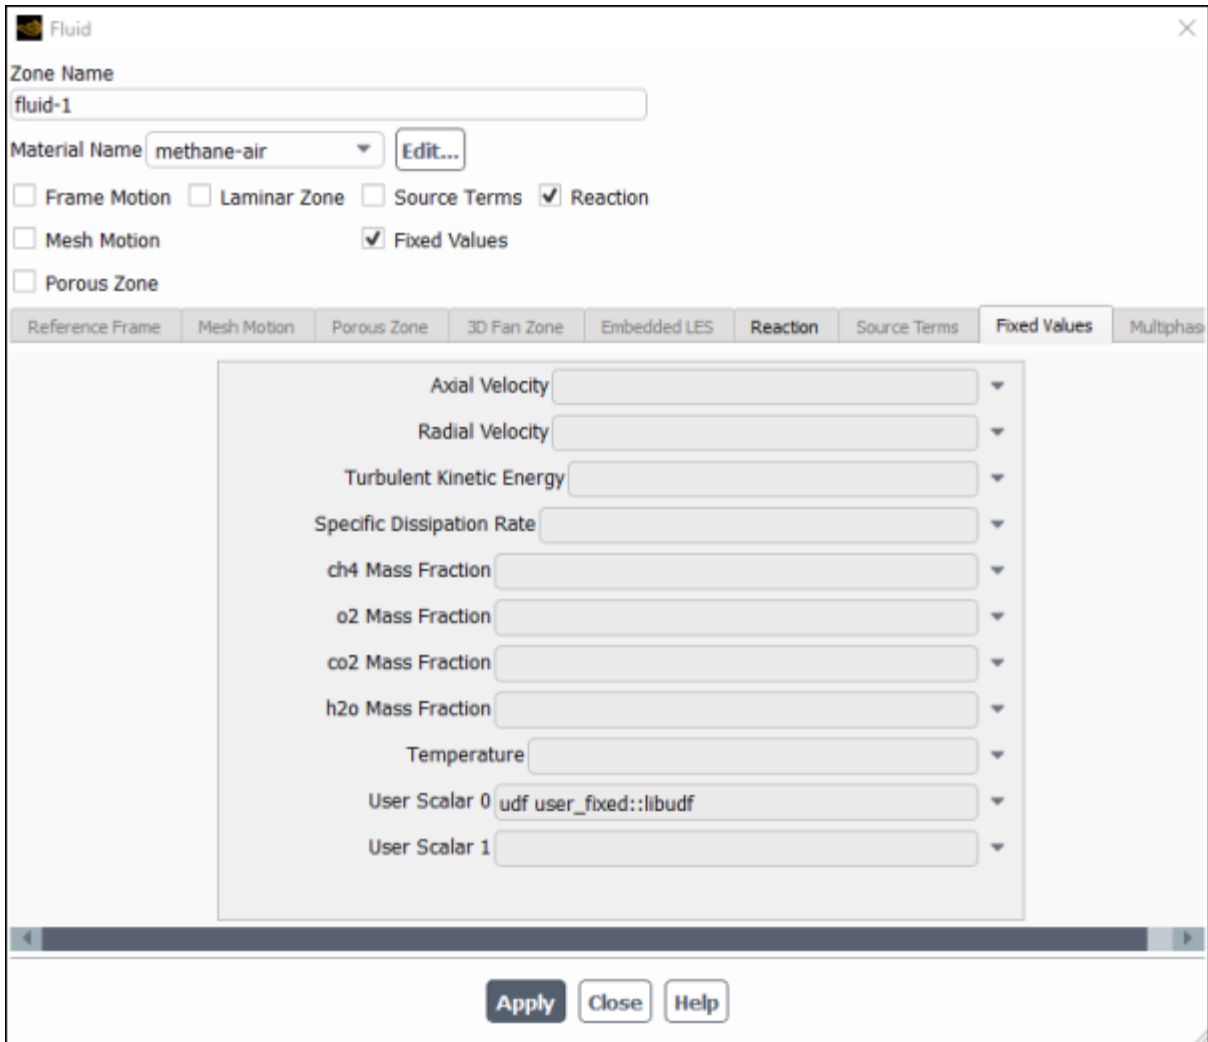 Fluid
Zone Name
fluid-1
Material Name methane-air Edit...
Frame Motion Laminar Zone Source Terms Reaction
Mesh Motion Fixed Values
Porous Zone
Reference Frame Mesh Motion Porous Zone 3D Fan Zone Embedded LES Reaction Source Terms Fixed Values Multiphas
Axial Velocity
Radial Velocity
Turbulent Kinetic Energy
Specific Dissipation Rate
ch4 Mass Fraction
o2 Mass Fraction
co2 Mass Fraction
h2o Mass Fraction
Temperature
User Scalar 0 udf user_fixed::libudf
User Scalar 1
Apply Close Help